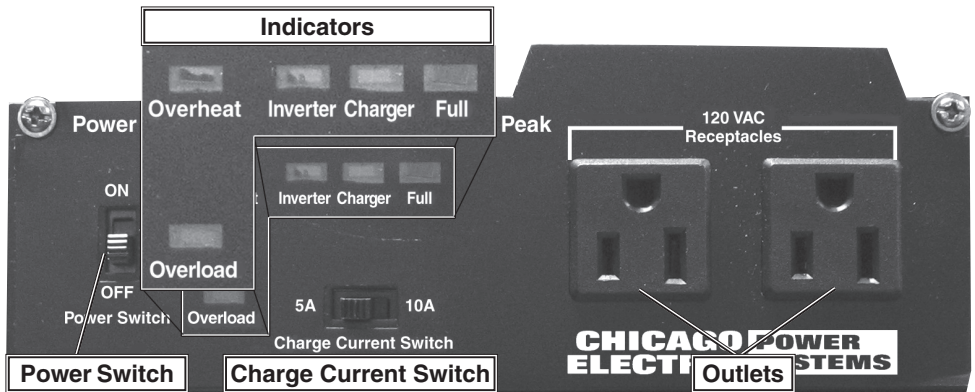 Indicators
Overheat Inverter Charger Full
Power Peak
120 VAC
Receptacles
ON
Inverter Charger Full
Overload
OFF
Power Switch
Overload
5A 10A
Charge Current Switch
CHICAGO POWER
ELECTR STEMS
Power Switch
Charge Current Switch
Outlets